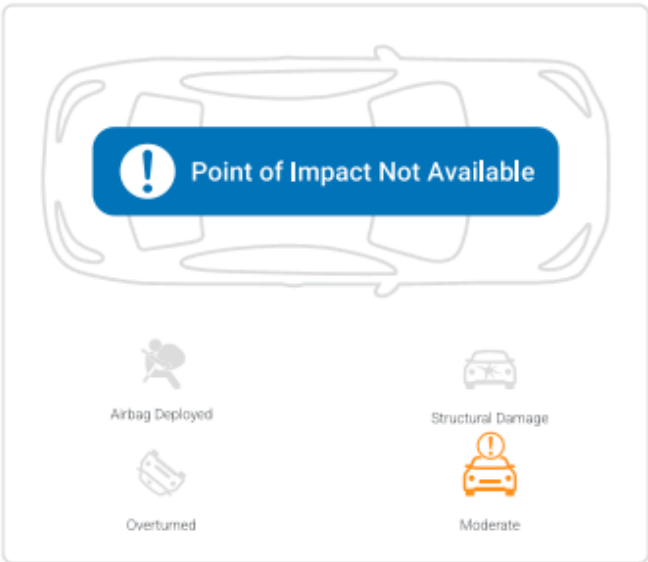 Point of Impact Not Available
Airbag Deployed
Structural Damage
Overturned
Moderate